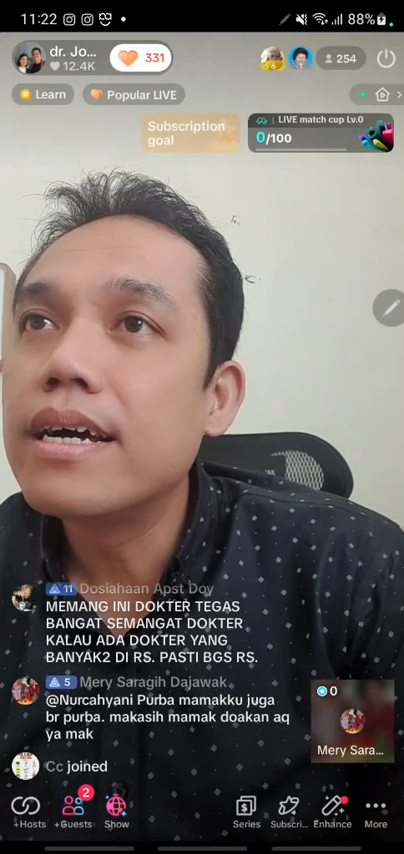 11:22
88%
dr. Jo...
12.4K
331
254
Learn
Popular LIVE
Subscription
goal
LIVE match cup Lv.0
0/100
11 Dosiahaan Apst Doy
MEMANG INI DOKTER TEGAS
BANGAT SEMANGAT DOKTER
KALAU ADA DOKTER YANG
BANYAK2 DI RS. PASTI BGS RS.
5 Mery Saragih Dajawak
@Nurcahyani Purba mamakku juga
br purba. makasih mamak doakan aq
ya mak
0
Mery Sara...
Cc joined
2
+Hosts
+Guests
Show
Series
Subscri...
Enhance
More